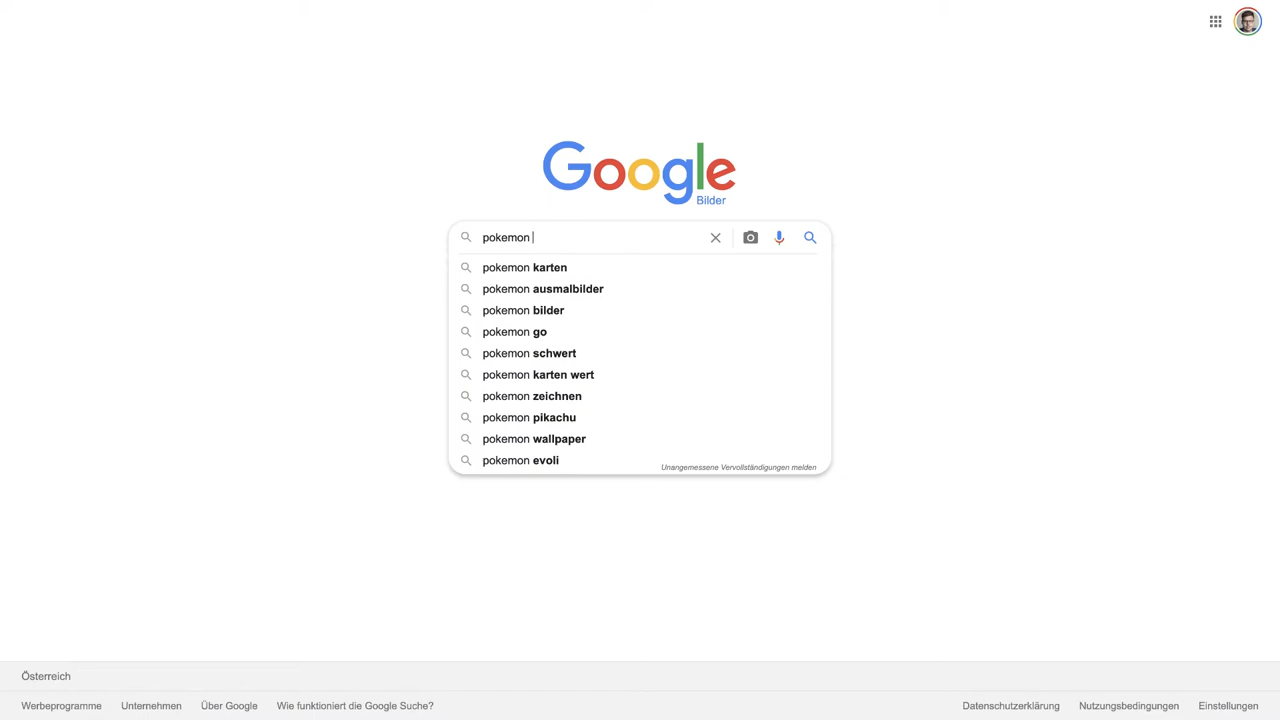 Google
Bilder
pokemon
pokemon karten
pokemon ausmalbilder
pokemon bilder
pokemon go
pokemon schwert
pokemon karten wert
pokemon zeichnen
pokemon pikachu
pokemon wallpaper
pokemon evoli
Unangemessene Vervollständigungen melden
Österreich
Werbeprogramme Unternehmen Über Google Wie funktioniert die Google Suche? Datenschutzerklärung Nutzungsbedingungen Einstellungen